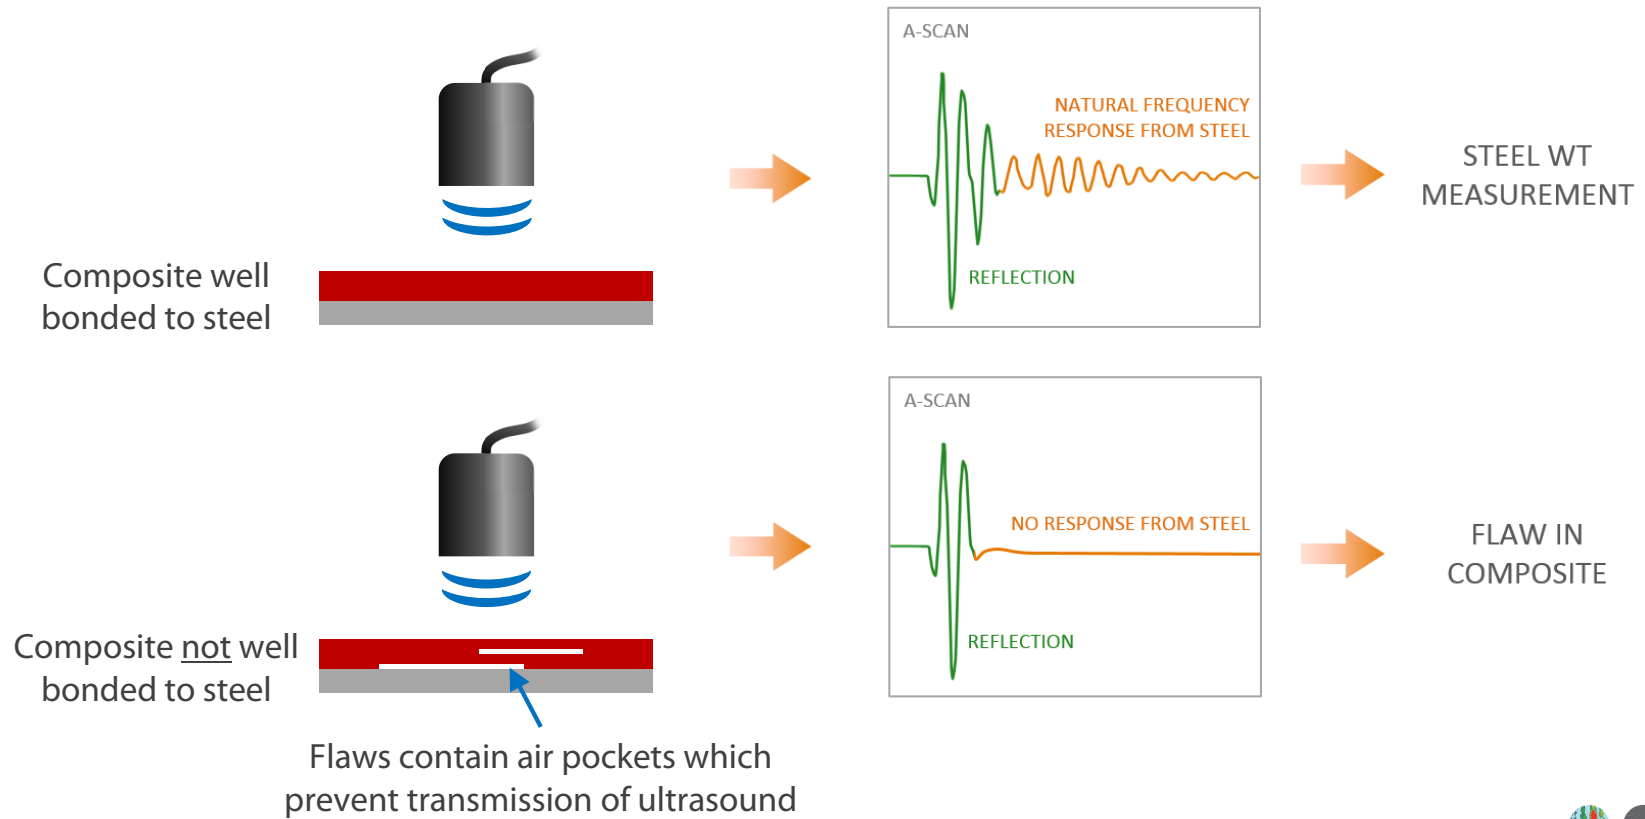 A-SCAN
NATURAL FREQUENCY
RESPONSE FROM STEEL
REFLECTION
STEEL WT
MEASUREMENT
Composite well
bonded to steel
A-SCAN
NO RESPONSE FROM STEEL
REFLECTION
FLAW IN
COMPOSITE
Composite not well
bonded to steel
Flaws contain air pockets which
prevent transmission of ultrasound